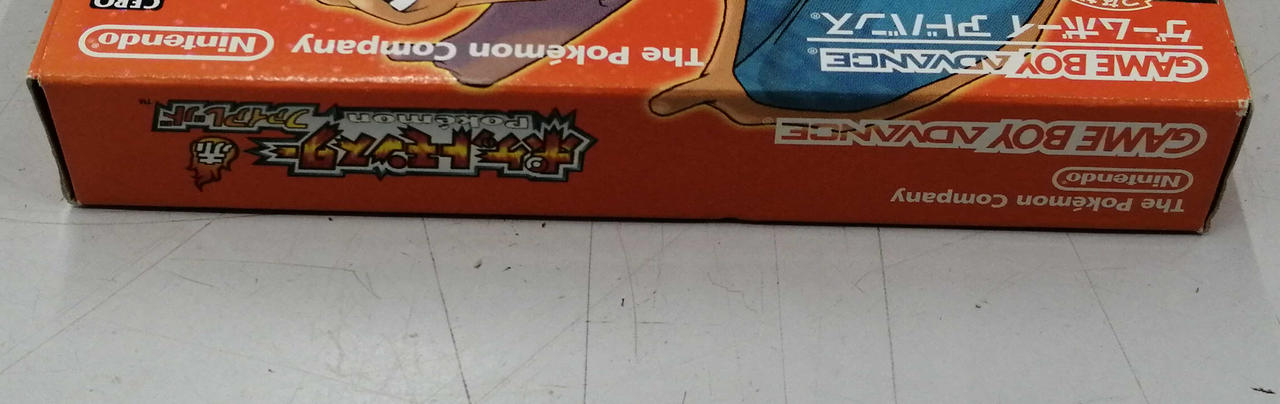 The Pokémon Company
Nintendo®
GAME BOY ADVANCE
ポケットモンスター
Pokémon
赤
ファイアレッド™
GAME BOY ADVANCE®
ゲームボーイ アドバンス®
The Pokémon Company
Nintendo®
CERO